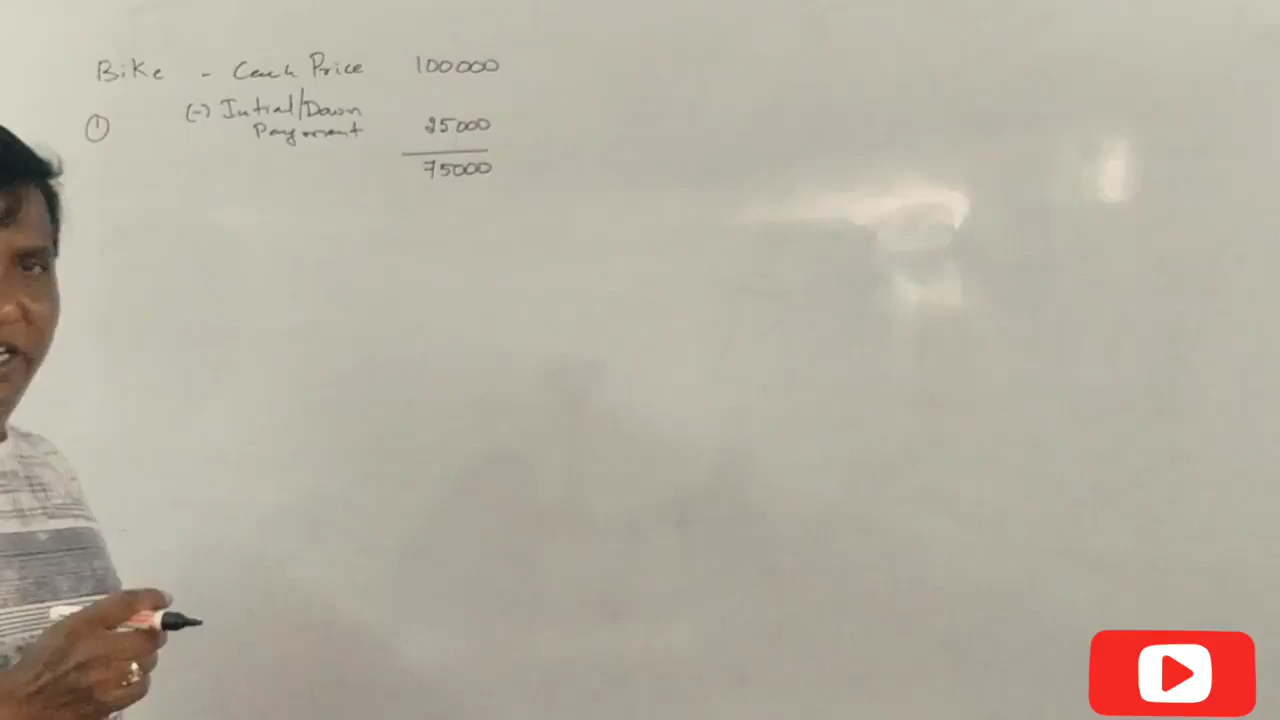 Bike - Cash Price 100000
① (-) Initial/Down
Payment 25000
75000